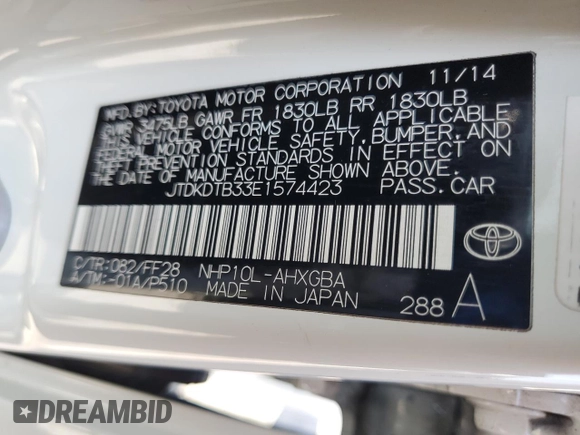 MFD. BY: TOYOTA MOTOR CORPORATION 11/14
GVWR 3475LB GAWR FR 1830LB RR 1830LB
THIS VEHICLE CONFORMS TO ALL APPLICABLE
FEDERAL MOTOR VEHICLE SAFETY, BUMPER, AND
THEFT PREVENTION STANDARDS IN EFFECT ON
THE DATE OF MANUFACTURE SHOWN ABOVE.
JTDKDTB33E1574423 PASS. CAR
C/TR: 082/FF28 NHP10L-AHXGBA
A/TM: -01A/P510 MADE IN JAPAN
288 A
TOYOTA
DREAMBID